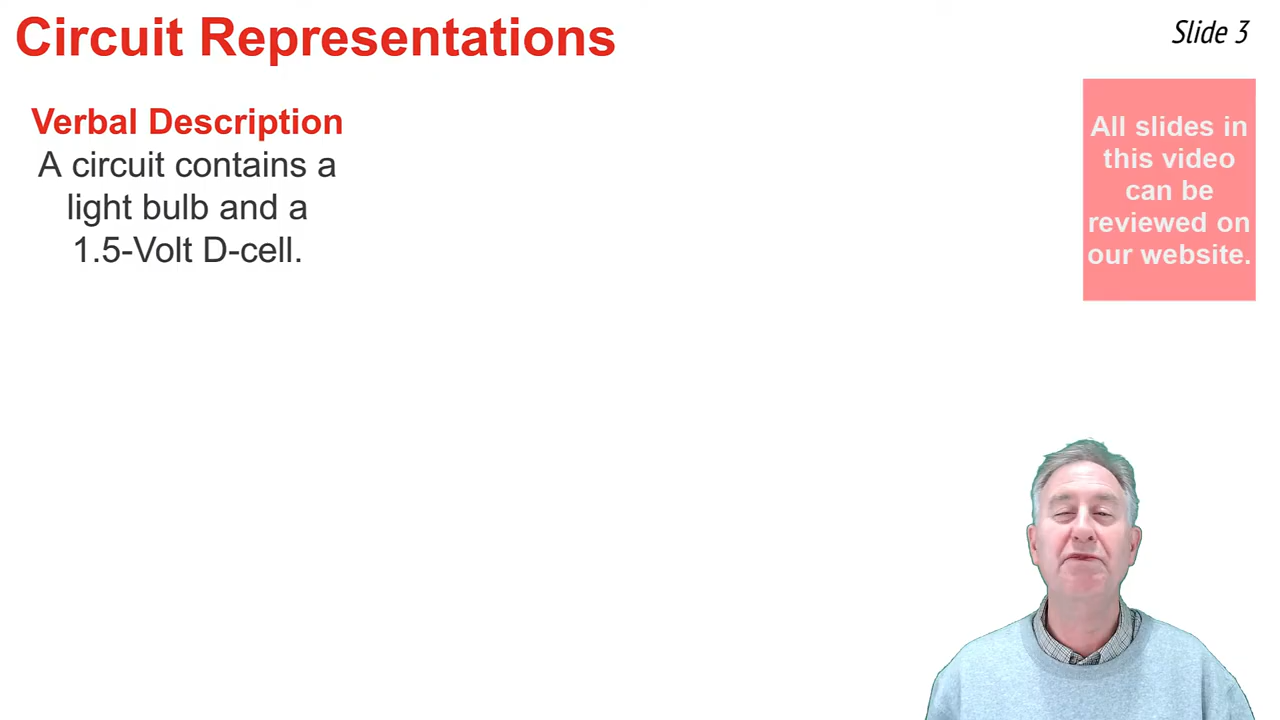 Circuit Representations
Slide 3
Verbal Description
A circuit contains a
light bulb and a
1.5-Volt D-cell.
All slides in
this video
can be
reviewed on
our website.